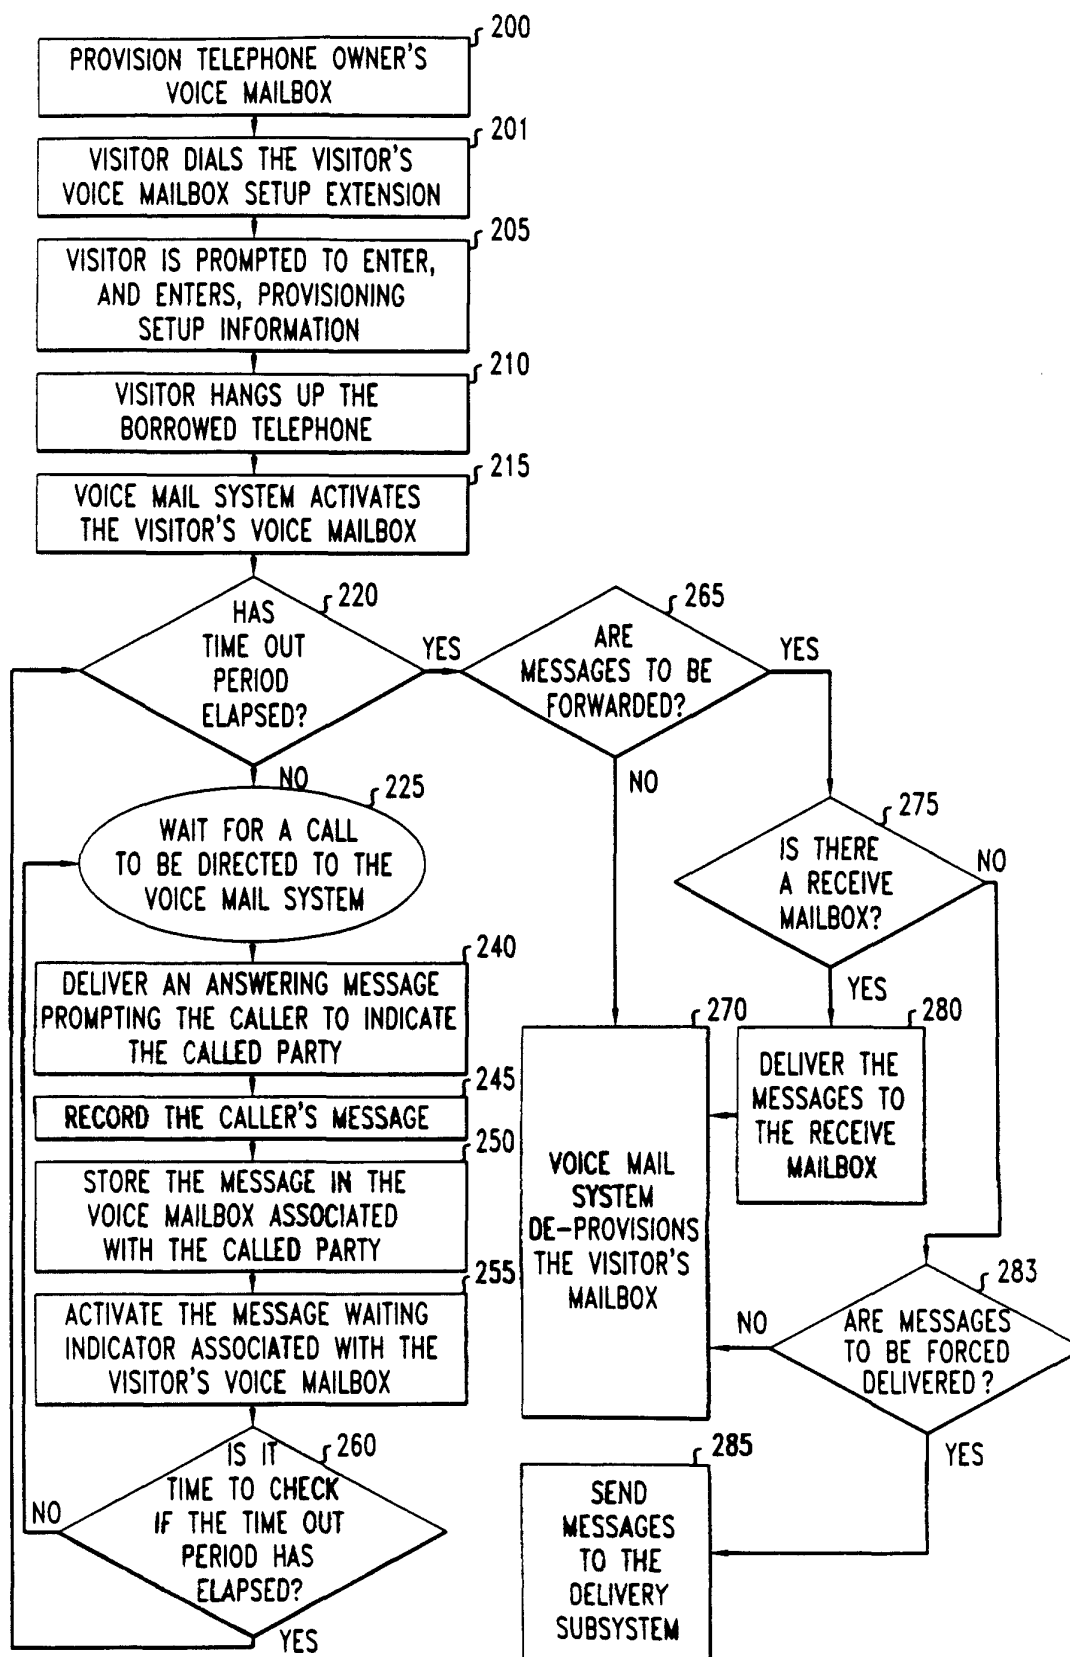 200
PROVISION TELEPHONE OWNER'S
VOICE MAILBOX
201
VISITOR DIALS THE VISITOR'S
VOICE MAILBOX SETUP EXTENSION
205
VISITOR IS PROMPTED TO ENTER,
AND ENTERS, PROVISIONING
SETUP INFORMATION
210
VISITOR HANGS UP THE
BORROWED TELEPHONE
215
VOICE MAIL SYSTEM ACTIVATES
THE VISITOR'S VOICE MAILBOX
220
HAS
TIME OUT
PERIOD
ELAPSED?
YES
NO
265
ARE
MESSAGES TO BE
FORWARDED?
YES
NO
225
WAIT FOR A CALL
TO BE DIRECTED TO THE
VOICE MAIL SYSTEM
275
IS THERE
A RECEIVE
MAILBOX?
NO
YES
240
DELIVER AN ANSWERING MESSAGE
PROMPTING THE CALLER TO INDICATE
THE CALLED PARTY
245
RECORD THE CALLER'S MESSAGE
250
STORE THE MESSAGE IN THE
VOICE MAILBOX ASSOCIATED
WITH THE CALLED PARTY
255
ACTIVATE THE MESSAGE WAITING
INDICATOR ASSOCIATED WITH THE
VISITOR'S VOICE MAILBOX
260
IS IT
TIME TO CHECK
IF THE TIME OUT
PERIOD HAS
ELAPSED?
NO
YES
270
VOICE MAIL
SYSTEM
DE-PROVISIONS
THE VISITOR'S
MAILBOX
280
DELIVER THE
MESSAGES TO
THE RECEIVE
MAILBOX
283
ARE MESSAGES
TO BE FORCED
DELIVERED?
NO
YES
285
SEND
MESSAGES
TO THE
DELIVERY
SUBSYSTEM